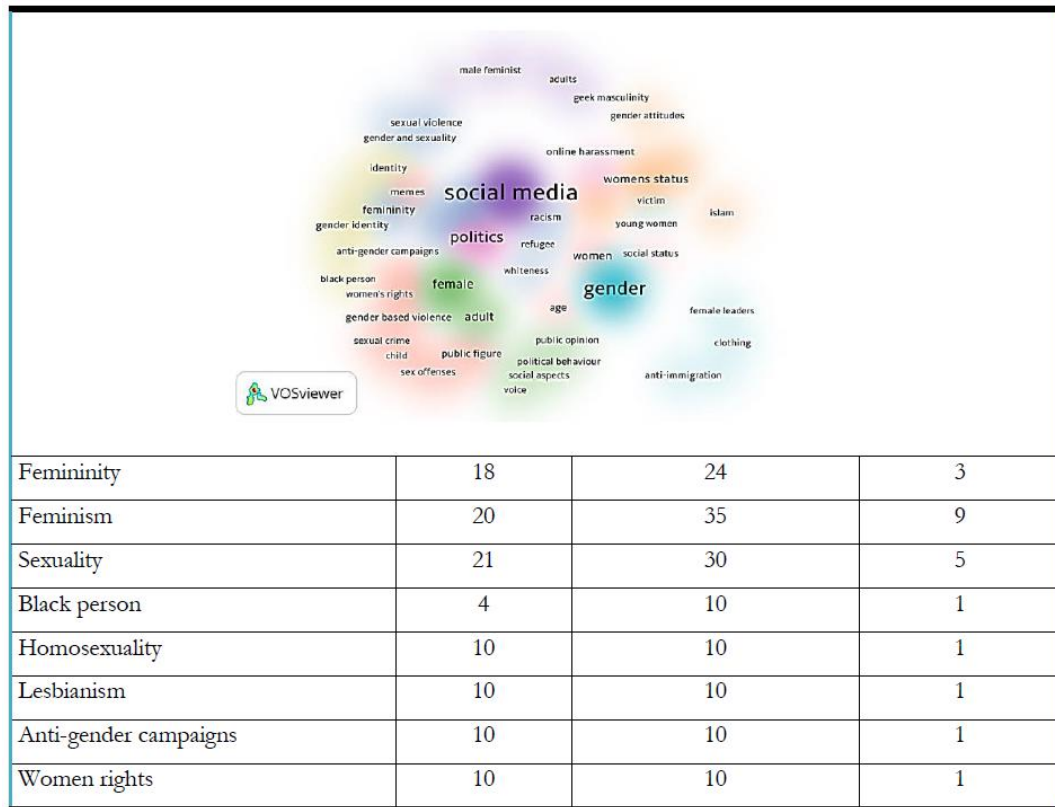 male feminist
adults
geek masculinity
gender attitudes
sexual violence
gender and sexuality
online harassment
identity
womens status
memes
social media
victim
femininity
racism
islam
gender identity
young women
politics
refugee
anti-gender campaigns
women
social status
whiteness
black person
female
women's rights
gender
age
female leaders
gender based violence
adult
sexual crime
public opinion
clothing
child
public figure
political behaviour
sex offenses
social aspects
anti-immigration
voice
VOSviewer
Femininity 18 24 3
Feminism 20 35 9
Sexuality 21 30 5
Black person 4 10 1
Homosexuality 10 10 1
Lesbianism 10 10 1
Anti-gender campaigns 10 10 1
Women rights 10 10 1